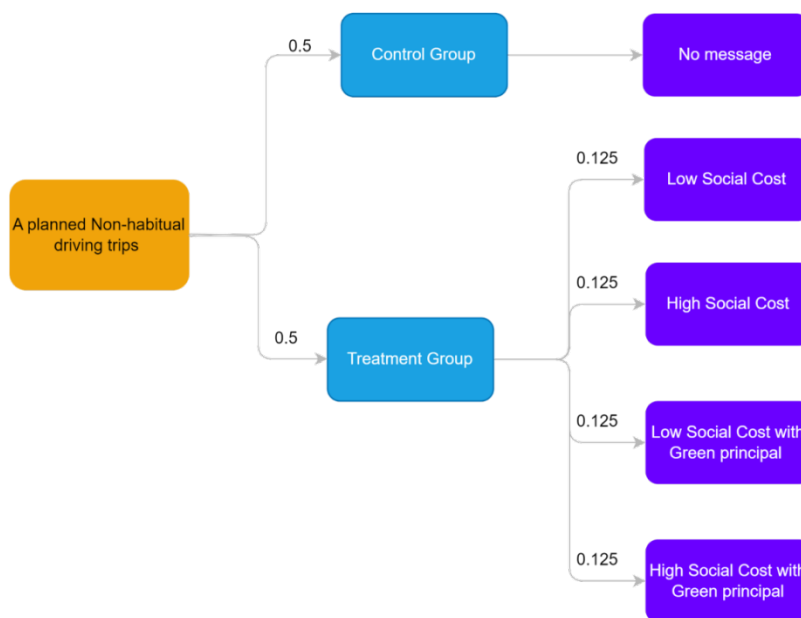 0.5
Control Group
No message
0.125
Low Social Cost
A planned Non-habitual
driving trips
0.125
High Social Cost
0.5
Treatment Group
0.125
Low Social Cost with
Green principal
0.125
High Social Cost with
Green principal